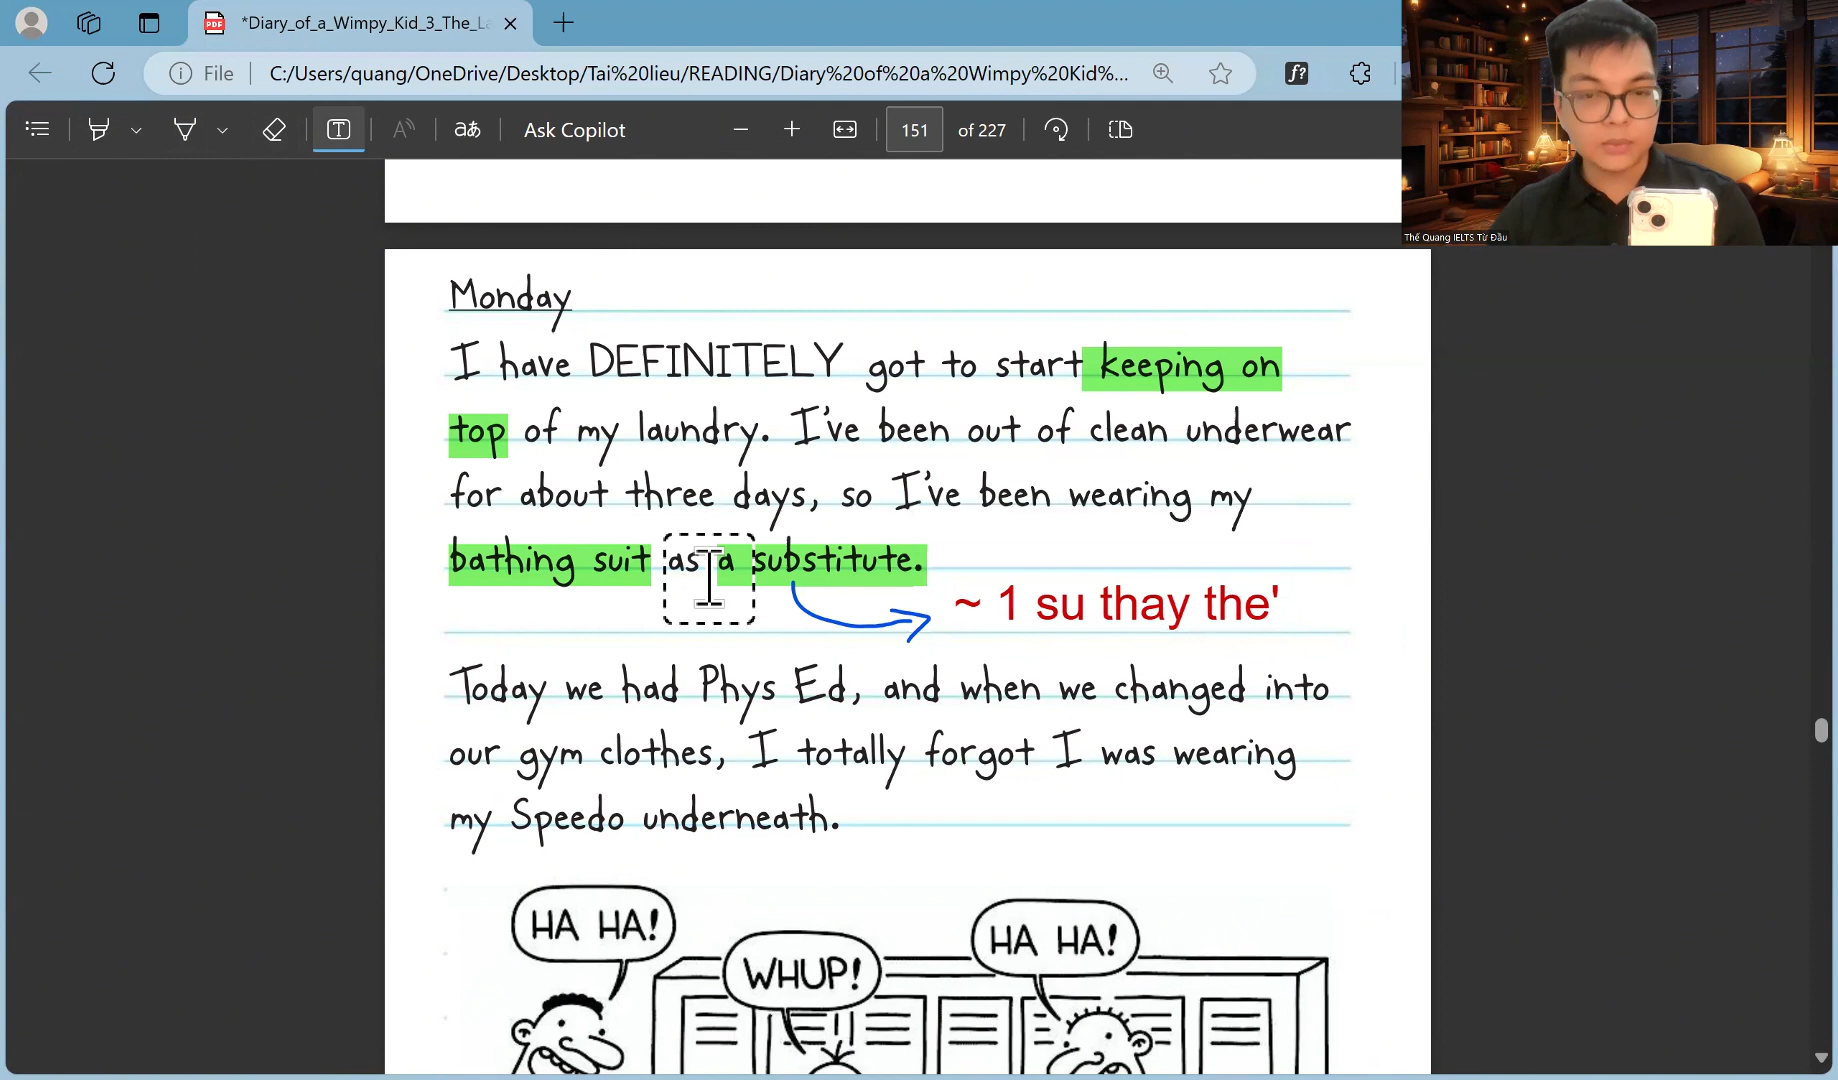 *Diary_of_a_Wimpy_Kid_3_The_La
File
C:/Users/quang/OneDrive/Desktop/Tai%20lieu/READING/Diary%20of%20a%20Wimpy%20Kid%...
Ask Copilot
151 of 227
Thế Quang IELTS Từ Đầu
Monday
I have DEFINITELY got to start keeping on
top of my laundry. I've been out of clean underwear
for about three days, so I've been wearing my
bathing suit as a substitute.
~ 1 su thay the'
Today we had Phys Ed, and when we changed into
our gym clothes, I totally forgot I was wearing
my Speedo underneath.
HA HA!
WHUP!
HA HA!